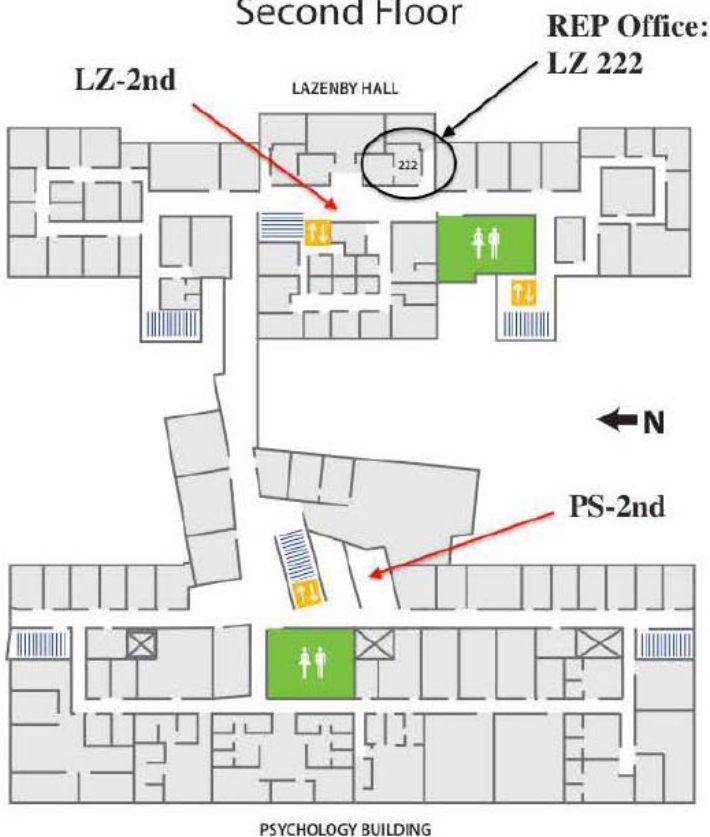 Second Floor
REP Office:
LZ 222
LZ-2nd
LAZENBY HALL
222
N
PS-2nd
PSYCHOLOGY BUILDING